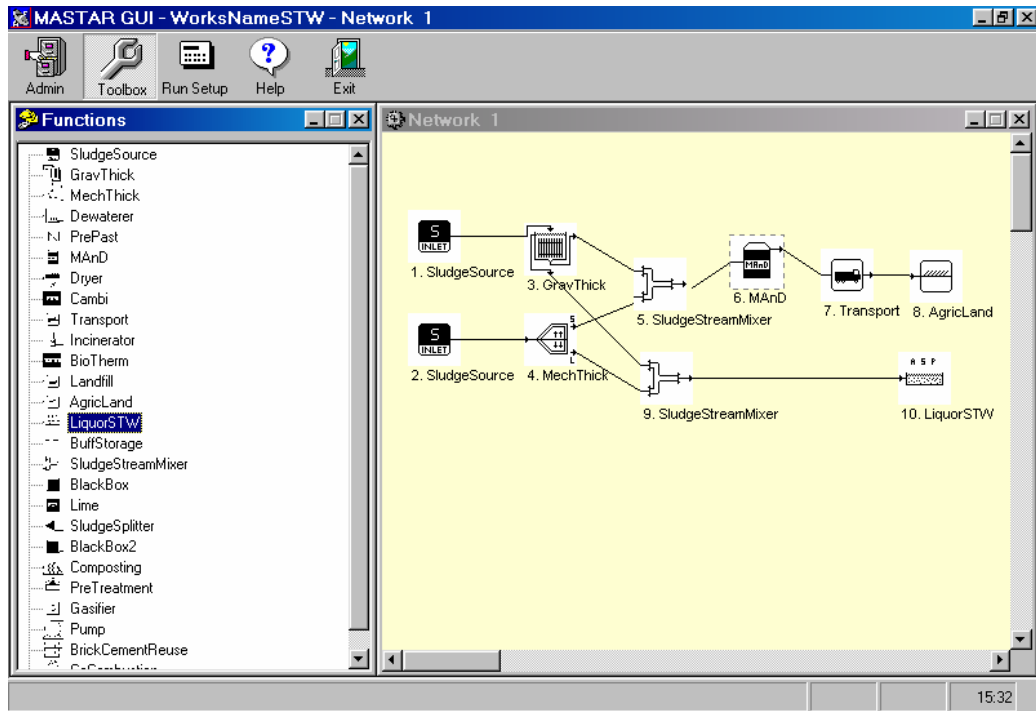 MASTAR GUI - WorksNameSTW - Network 1
Admin
Toolbox
Run Setup
Help
Exit
Functions
SludgeSource
GravThick
MechThick
Dewaterer
PrePast
MAnD
Dryer
Cambi
Transport
Incinerator
BioTherm
Landfill
AgricLand
LiquorSTW
BuffStorage
SludgeStreamMixer
BlackBox
Lime
SludgeSplitter
BlackBox2
Composting
PreTreatment
Gasifier
Pump
BrickCementReuse
Network 1
S
INLET
1. SludgeSource
3. GravThick
5. SludgeStreamMixer
MAnD
6. MAnD
7. Transport
8. AgricLand
S
INLET
2. SludgeSource
S
L
4. MechThick
9. SludgeStreamMixer
A S P
10. LiquorSTW
15:32